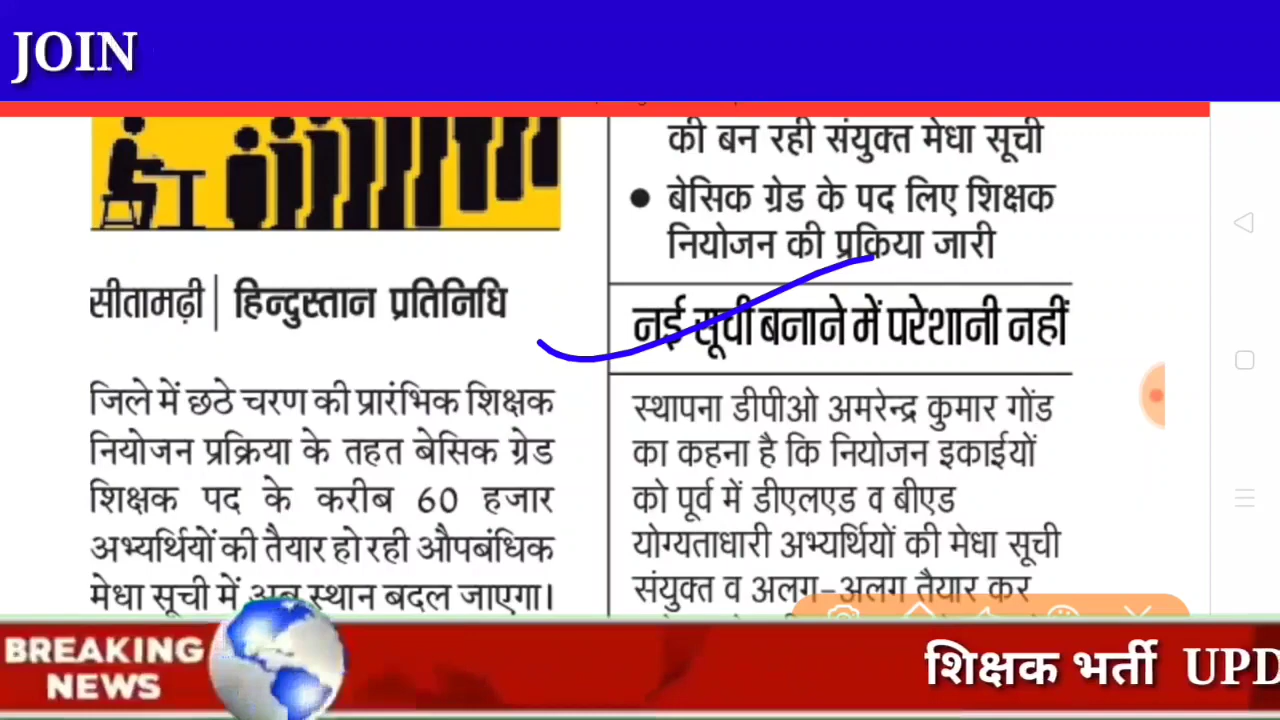 JOIN
सीतामढ़ी | हिन्दुस्तान प्रतिनिधि
जिले में छठे चरण की प्रारंभिक शिक्षक
नियोजन प्रक्रिया के तहत बेसिक ग्रेड
शिक्षक पद के करीब 60 हजार
अभ्यर्थियों की तैयार हो रही औपबंधिक
मेधा सूची में अब स्थान बदल जाएगा।
की बन रही संयुक्त मेधा सूची
● बेसिक ग्रेड के पद लिए शिक्षक
नियोजन की प्रक्रिया जारी
नई सूची बनाने में परेशानी नहीं
स्थापना डीपीओ अमरेन्द्र कुमार गोंड
का कहना है कि नियोजन इकाईयों
को पूर्व में डीएलएड व बीएड
योग्यताधारी अभ्यर्थियों की मेधा सूची
संयुक्त व अलग-अलग तैयार कर
BREAKING
NEWS
शिक्षक भर्ती UPD